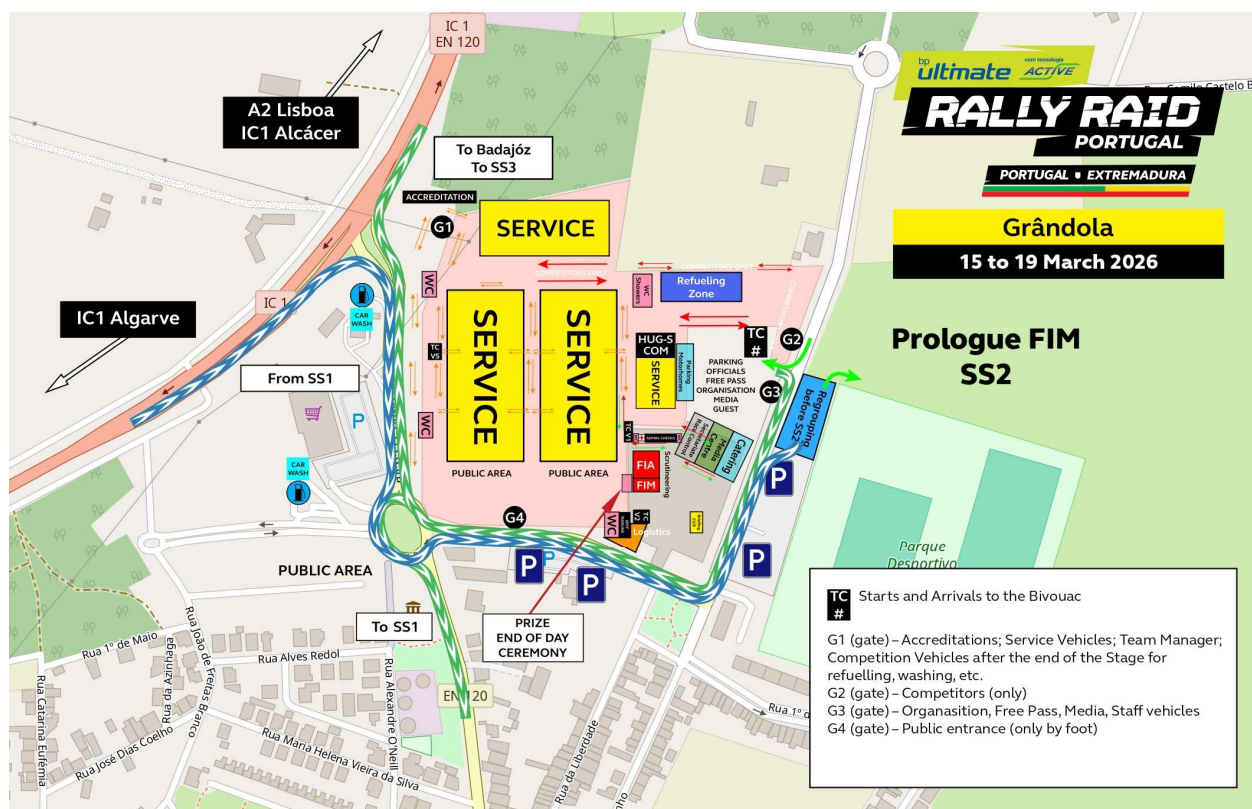 IC 1
EN 120
A2 Lisboa
IC1 Alcácer
To Badajóz
To SS3
ACCREDITATION
G1
SERVICE
COMPETITORS ONLY
COMPETITORS ONLY
WC
WC
Showers
Refueling
Zone
IC1 Algarve
IC 1
CAR
WASH
From SS1
P
TC
VS
SERVICE
SERVICE
HUG-S
COM
SERVICE
Parking
Motorhomes
TC
#
G2
PARKING
OFFICIALS
FREE PASS
ORGANISATION
MEDIA
GUEST
G3
Regrouping
before SS2
WC
PUBLIC AREA
PUBLIC AREA
TCV1
ADMIN CHECKS
Secretariate
Race Control
Media
Centre
Catering
Scrutineering
FIA
FIM
CAR
WASH
G4
WC
TC
V2
Logistics
P
P
P
P
P
PUBLIC AREA
To SS1
PRIZE
END OF DAY
CEREMONY
EN 120
Rua 1º de Maio
Rua da Azinhaga
Rua João de Freitas Branco
Rua Alves Redol
Rua Alexandre O'Neill
Rua Catarina Eufémia
Rua José Dias Coelho
Rua Maria Helena Vieira da Silva
Rua da Liberdade
Rua 1º d
Parque
Desportivo
bp
ultimate
com tecnologia
ACTIVE
RALLY RAID
PORTUGAL
PORTUGAL EXTREMADURA
Grândola
15 to 19 March 2026
Prologue FIM
SS2
TC
#
Starts and Arrivals to the Bivouac
G1 (gate) – Accreditations; Service Vehicles; Team Manager;
Competition Vehicles after the end of the Stage for
refuelling, washing, etc.
G2 (gate) – Competitors (only)
G3 (gate) – Organasition, Free Pass, Media, Staff vehicles
G4 (gate) – Public entrance (only by foot)